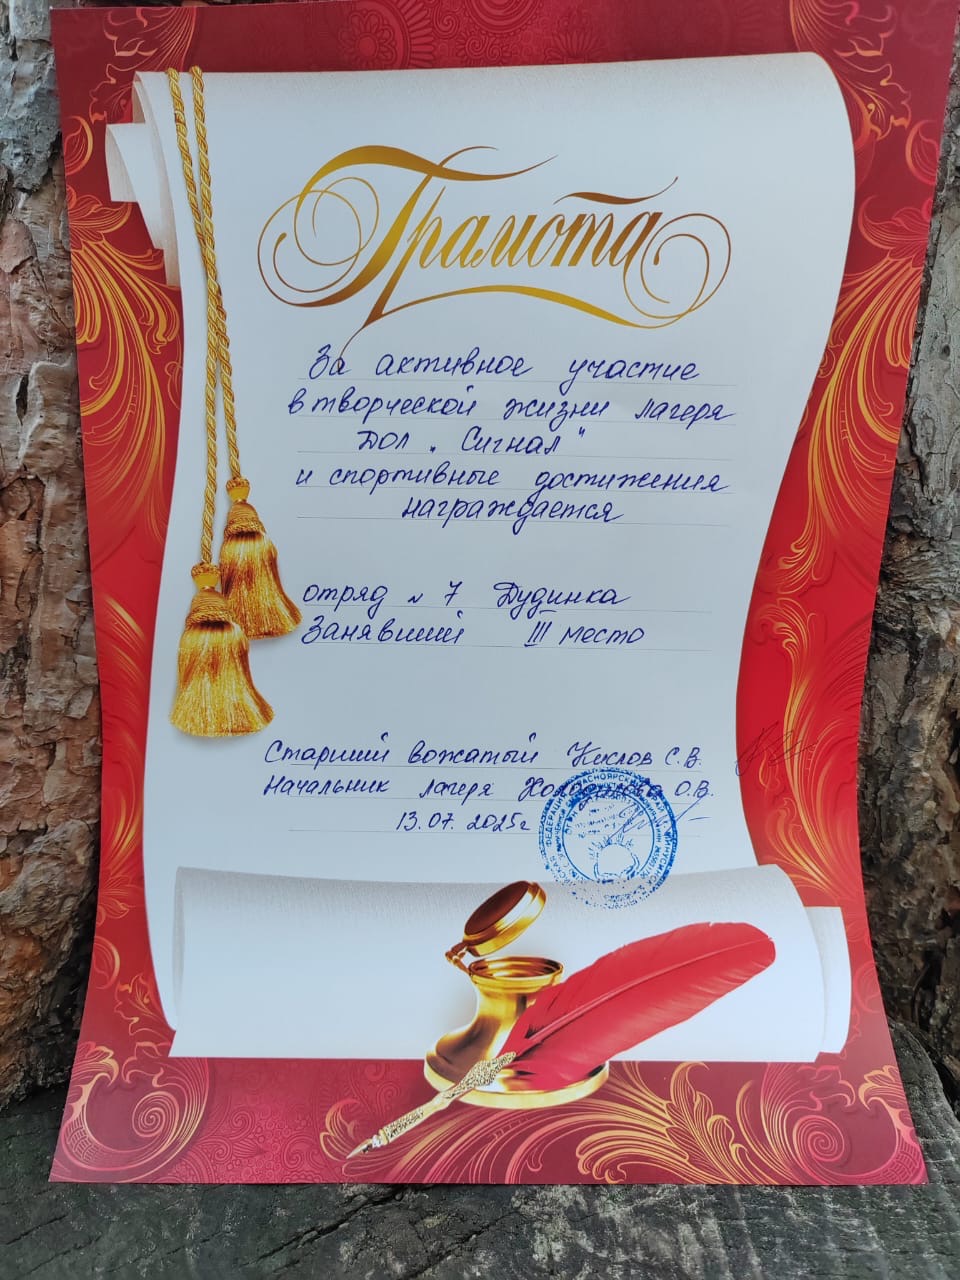 Грамота
За активное участие
в творческой жизни лагеря
Дол „Сигнал"
и спортивные достижения
награждается
отряд № 7 Дудинка
Занявший III место
Старший вожатый Кислов С.В.
Начальник лагеря О.В.
13.07.2025г